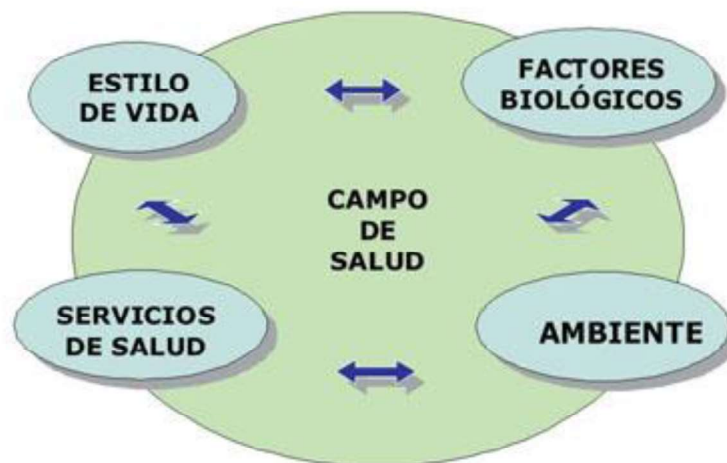 ESTILO
DE VIDA
FACTORES
BIOLÓGICOS
CAMPO
DE
SALUD
SERVICIOS
DE SALUD
AMBIENTE